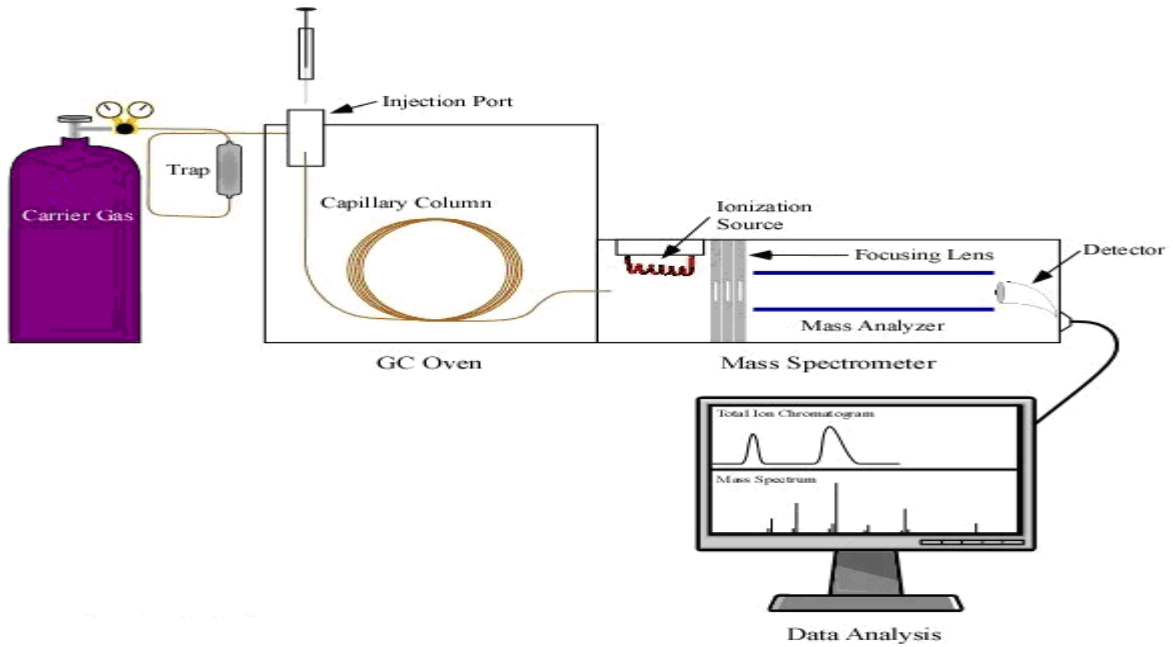 Injection Port
Trap
Carrier Gas
Capillary Column
Ionization
Source
Focusing Lens
Detector
Mass Analyzer
GC Oven
Mass Spectrometer
Total Ion Chromatogram
Mass Spectrum
Data Analysis